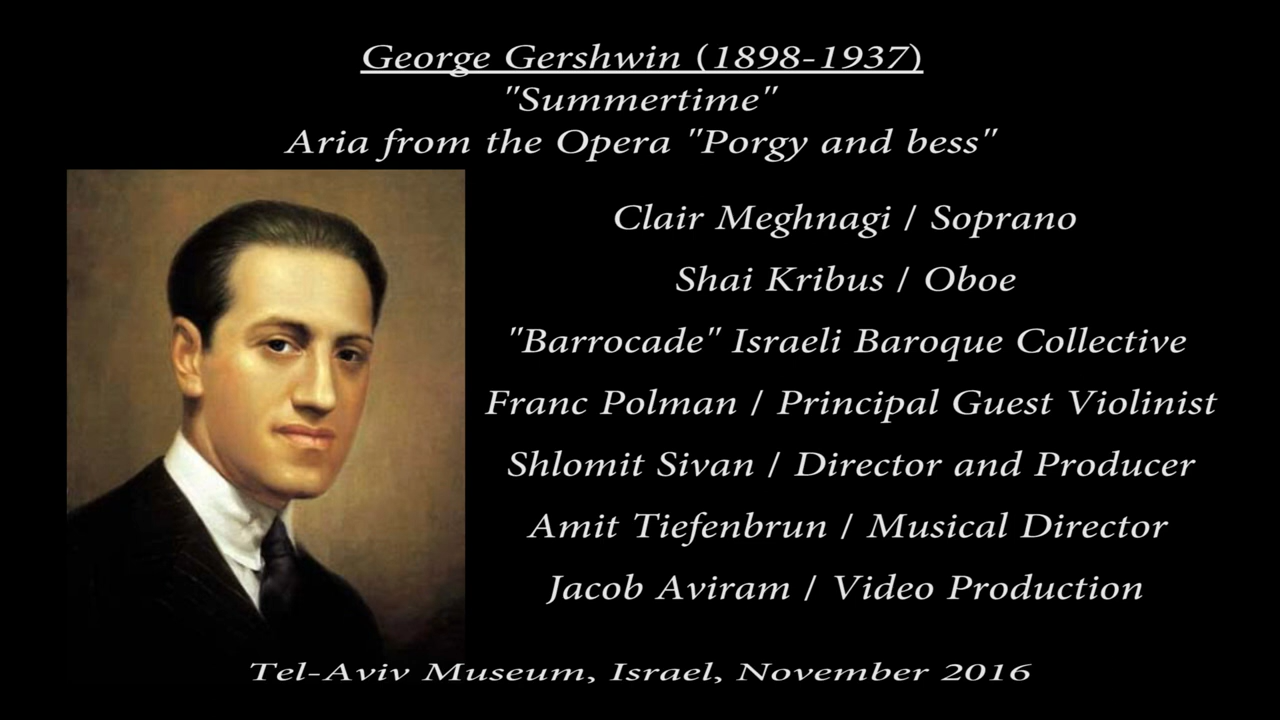 George Gershwin (1898-1937)
"Summertime"
Aria from the Opera "Porgy and bess"
Clair Meghnagi / Soprano
Shai Kribus / Oboe
"Barrocade" Israeli Baroque Collective
Franc Polman / Principal Guest Violinist
Shlomit Sivan / Director and Producer
Amit Tiefenbrun / Musical Director
Jacob Aviram / Video Production
Tel-Aviv Museum, Israel, November 2016